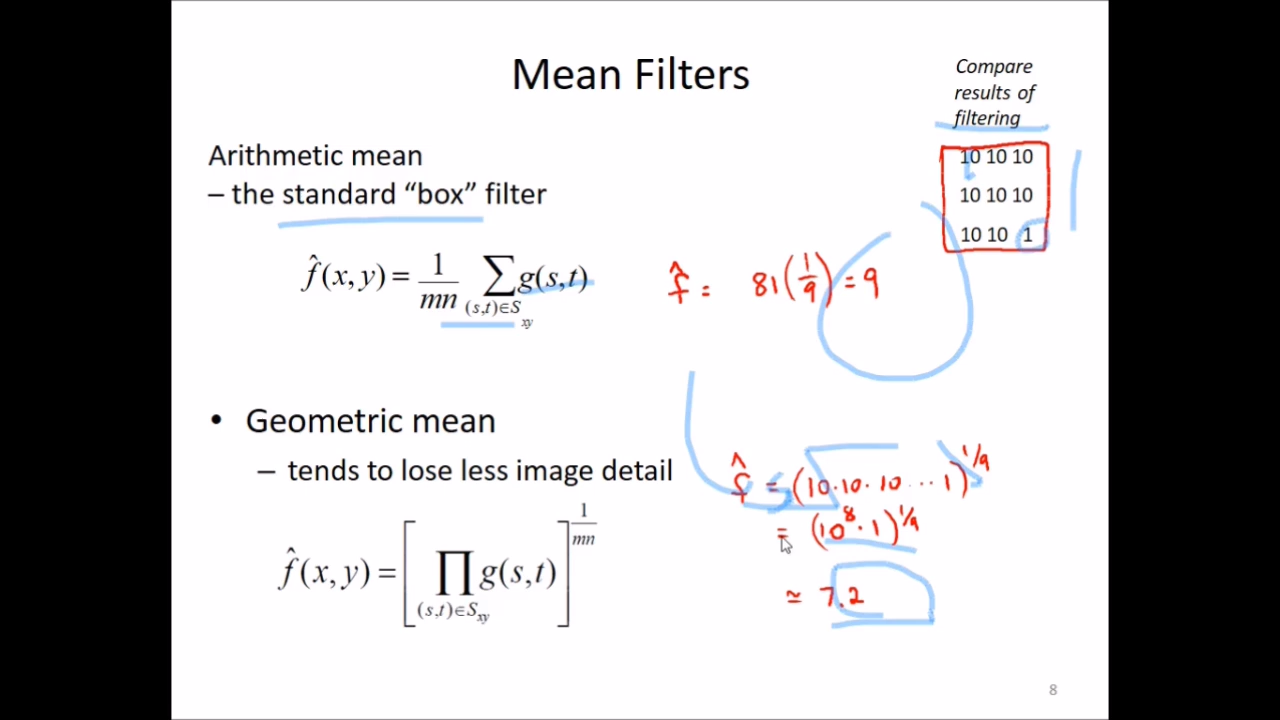 Mean Filters
Compare
results of
filtering
10 10 10
10 10 10
10 10 1
Arithmetic mean
– the standard “box” filter
f̂(x, y) = 1/mn ∑(s,t)∈Sxy g(s,t)
f̂ = 81(1/9) = 9
• Geometric mean
– tends to lose less image detail
f̂(x, y) = [∏(s,t)∈Sxy g(s,t)]^1/mn
f̂ = (10·10·10 ··· 1)^1/9
= (10^8 · 1)^1/9
≃ 7.2
8